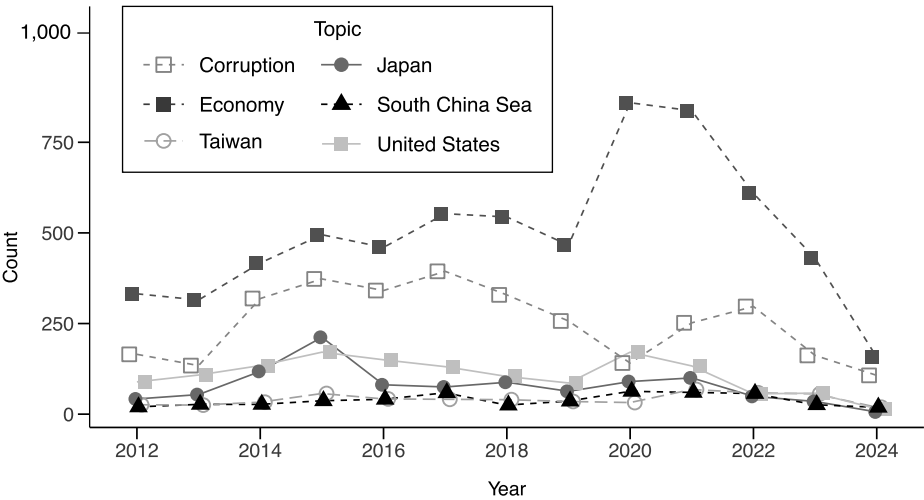 Topic
Corruption
Japan
Economy
South China Sea
Taiwan
United States
1,000
750
500
250
0
Count
2012 2014 2016 2018 2020 2022 2024
Year